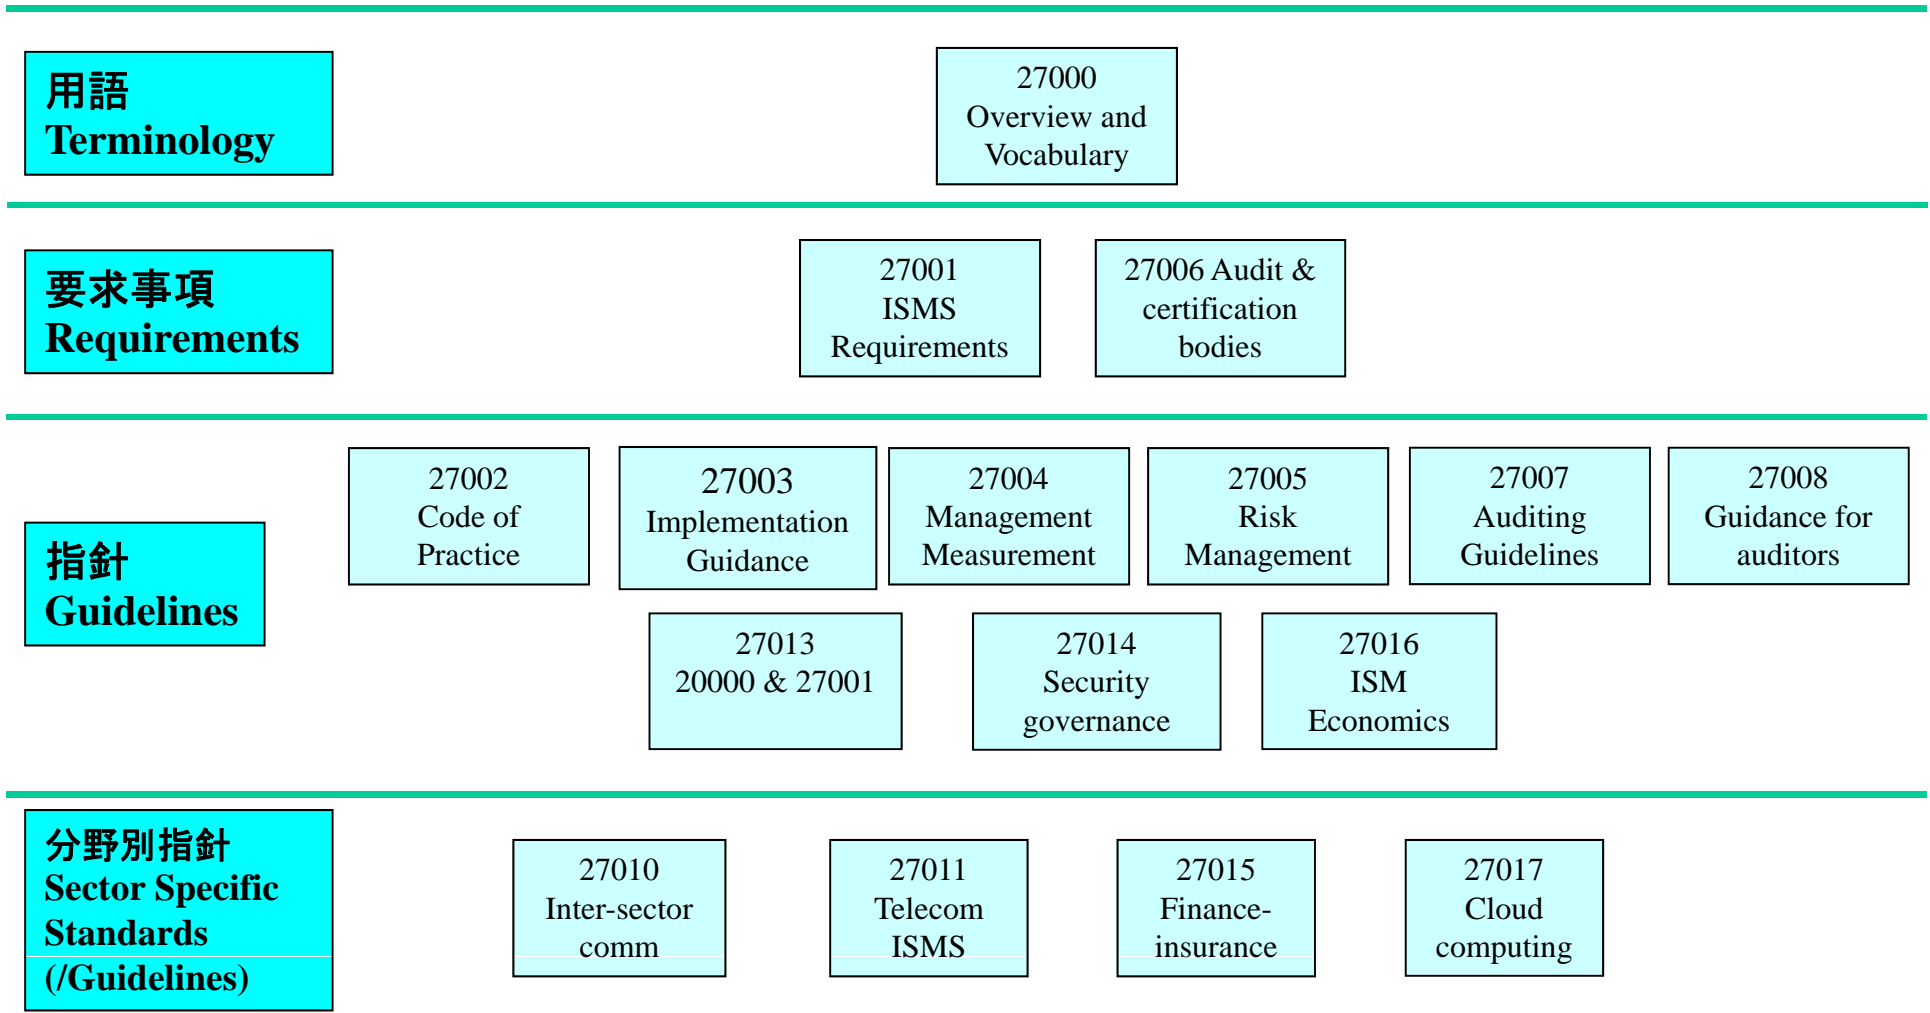 用語
Terminology
27000
Overview and
Vocabulary
要求事項
Requirements
27001
ISMS
Requirements
27006 Audit &
certification
bodies
指針
Guidelines
27002
Code of
Practice
27003
Implementation
Guidance
27004
Management
Measurement
27005
Risk
Management
27007
Auditing
Guidelines
27008
Guidance for
auditors
27013
20000 & 27001
27014
Security
governance
27016
ISM
Economics
分野別指針
Sector Specific
Standards
(/Guidelines)
27010
Inter-sector
comm
27011
Telecom
ISMS
27015
Finance-
insurance
27017
Cloud
computing